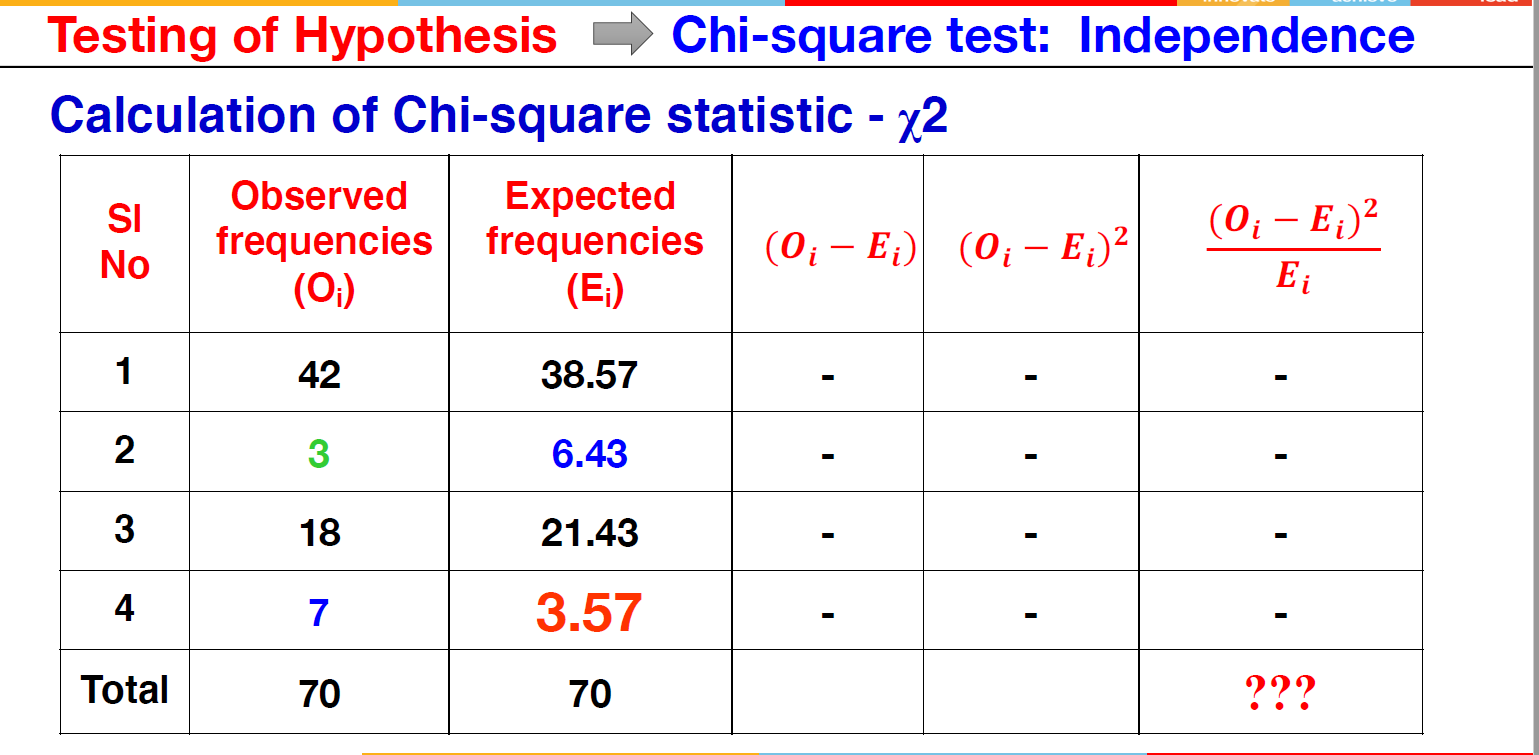 Testing of Hypothesis Chi-square test: Independence
Calculation of Chi-square statistic - χ2
Sl No
Observed frequencies (Oᵢ)
Expected frequencies (Eᵢ)
(Oᵢ − Eᵢ)
(Oᵢ − Eᵢ)²
(Oᵢ − Eᵢ)² / Eᵢ
1 42 38.57 - - -
2 3 6.43 - - -
3 18 21.43 - - -
4 7 3.57 - - -
Total 70 70 ???